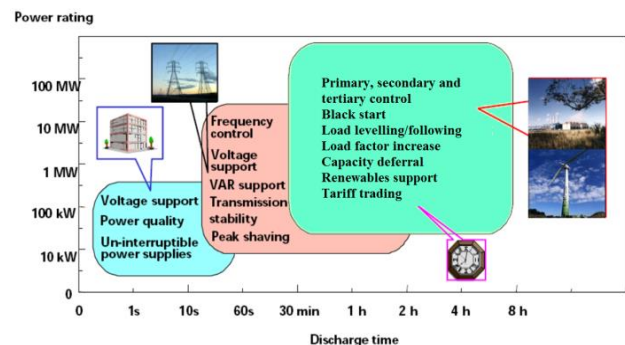 Power rating
100 MW
10 MW
1 MW
100 kW
10 kW
0
Voltage support
Power quality
Un-interruptible
power supplies
Frequency
control
Voltage
support
VAR support
Transmission
stability
Peak shaving
Primary, secondary and
tertiary control
Black start
Load levelling/following
Load factor increase
Capacity deferral
Renewables support
Tariff trading
0 1s 10s 60s 30 min 1 h 2 h 4 h 8 h
Discharge time